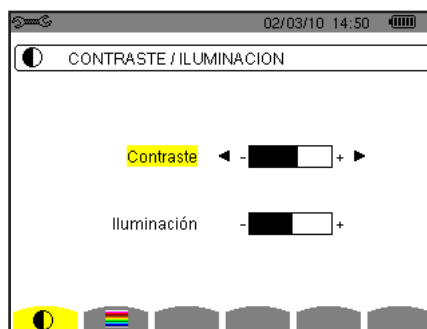 02/03/10 14:50
CONTRASTE / ILUMINACION
Contraste - +
Iluminación - +